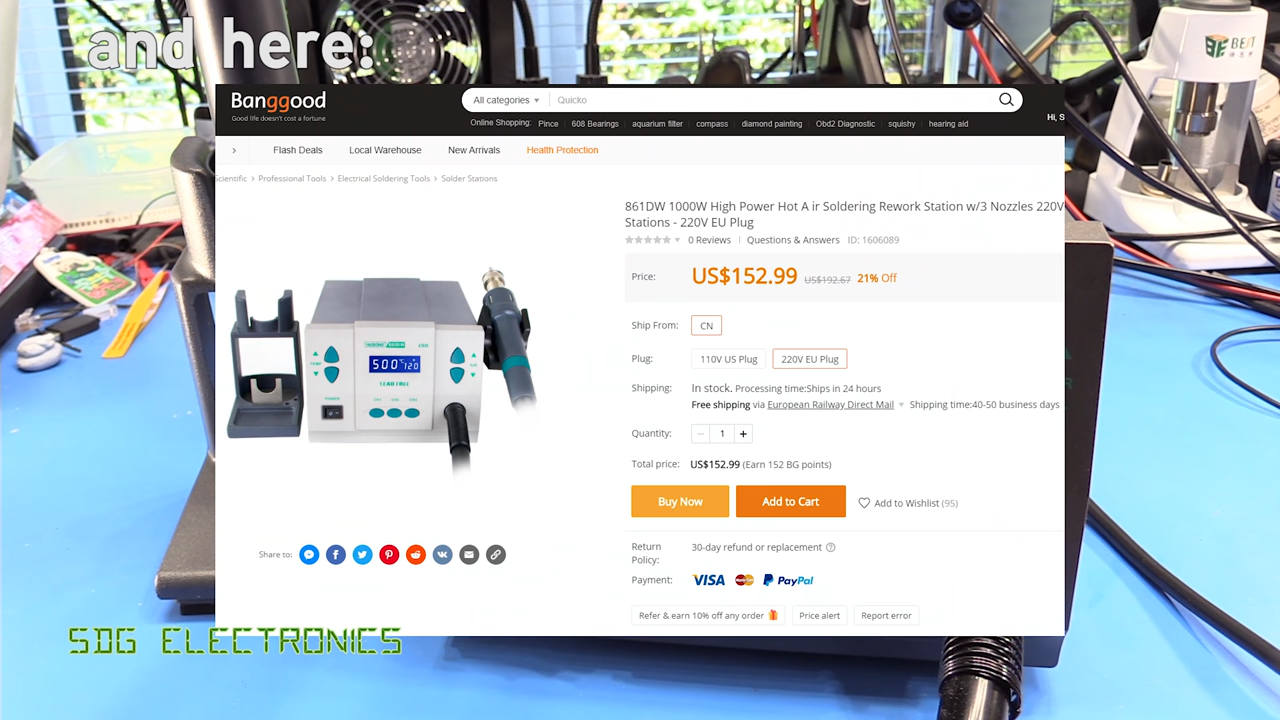 and here:
BEST
Banggood
Good life doesn't cost a fortune
All categories
Quicko
Online Shopping: Pince 608 Bearings aquarium filter compass diamond painting Obd2 Diagnostic squishy hearing aid
Hi, S
Flash Deals Local Warehouse New Arrivals Health Protection
Scientific > Professional Tools > Electrical Soldering Tools > Solder Stations
861DW 1000W High Power Hot A ir Soldering Rework Station w/3 Nozzles 220V
Stations - 220V EU Plug
0 Reviews Questions & Answers ID: 1606089
Price: US$152.99 US$192.67 21% Off
Ship From: CN
Plug: 110V US Plug 220V EU Plug
Shipping: In stock. Processing time:Ships in 24 hours
Free shipping via European Railway Direct Mail Shipping time:40-50 business days
Quantity: 1 +
Total price: US$152.99 (Earn 152 BG points)
Buy Now Add to Cart Add to Wishlist (95)
500°C 120
LEAD FREE
POWER
CH1 CH2 CH3
Share to:
Return
Policy:
30-day refund or replacement
Payment: VISA MasterCard PayPal
Refer & earn 10% off any order Price alert Report error
SDG ELECTRONICS